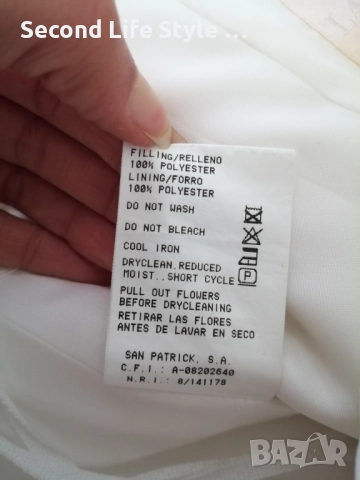 Second Life Style ...
FILLING/RELLENO
100% POLYESTER
LINING/FORRO
100% POLYESTER
DO NOT WASH
DO NOT BLEACH
COOL IRON
DRYCLEAN.REDUCED
MOIST..SHORT CYCLE
P
PULL OUT FLOWERS
BEFORE DRYCLEANING
RETIRAR LAS FLORES
ANTES DE LAVAR EN SECO
SAN PATRICK, S.A.
C.F.I.: A-08202640
N.R.I.: 8/141178
BAZAR